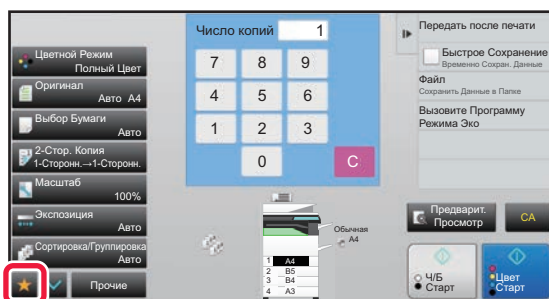 Число копий 1
7 8 9
4 5 6
1 2 3
0 C
Цветной Режим
Полный Цвет
Оригинал
Авто A4
Выбор Бумаги
Авто
2-Стор. Копия
1-Сторонн.→1-Сторонн.
Масштаб
100%
Экспозиция
Авто
Сортировка/Группировка
Авто
Прочие
Обычная
A4
1 A4
2 B5
3 B4
4 A3
Передать после печати
Быстрое Сохранение
Временно Сохран. Данные
Файл
Сохранить Данные в Папке
Вызовите Программу
Режима Эко
Предварит.
Просмотр
CA
Ч/Б
Старт
Цвет
Старт